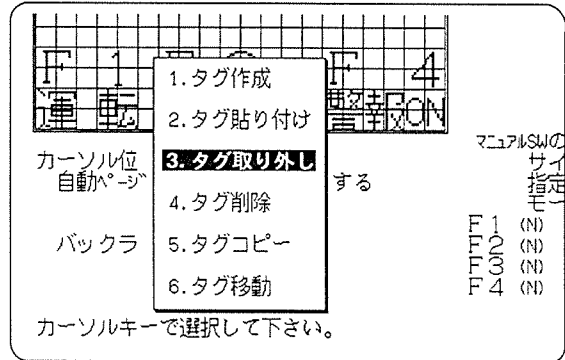 F 1 F 4
運転 警報ON
1.タグ作成
2.タグ貼り付け
3.タグ取り外し
4.タグ削除
5.タグコピー
6.タグ移動
カーソル位
自動ページ
する
バックラ
マニュアルSWの
サイ
指定
モー
F1 (N)
F2 (N)
F3 (N)
F4 (N)
カーソルキーで選択して下さい。